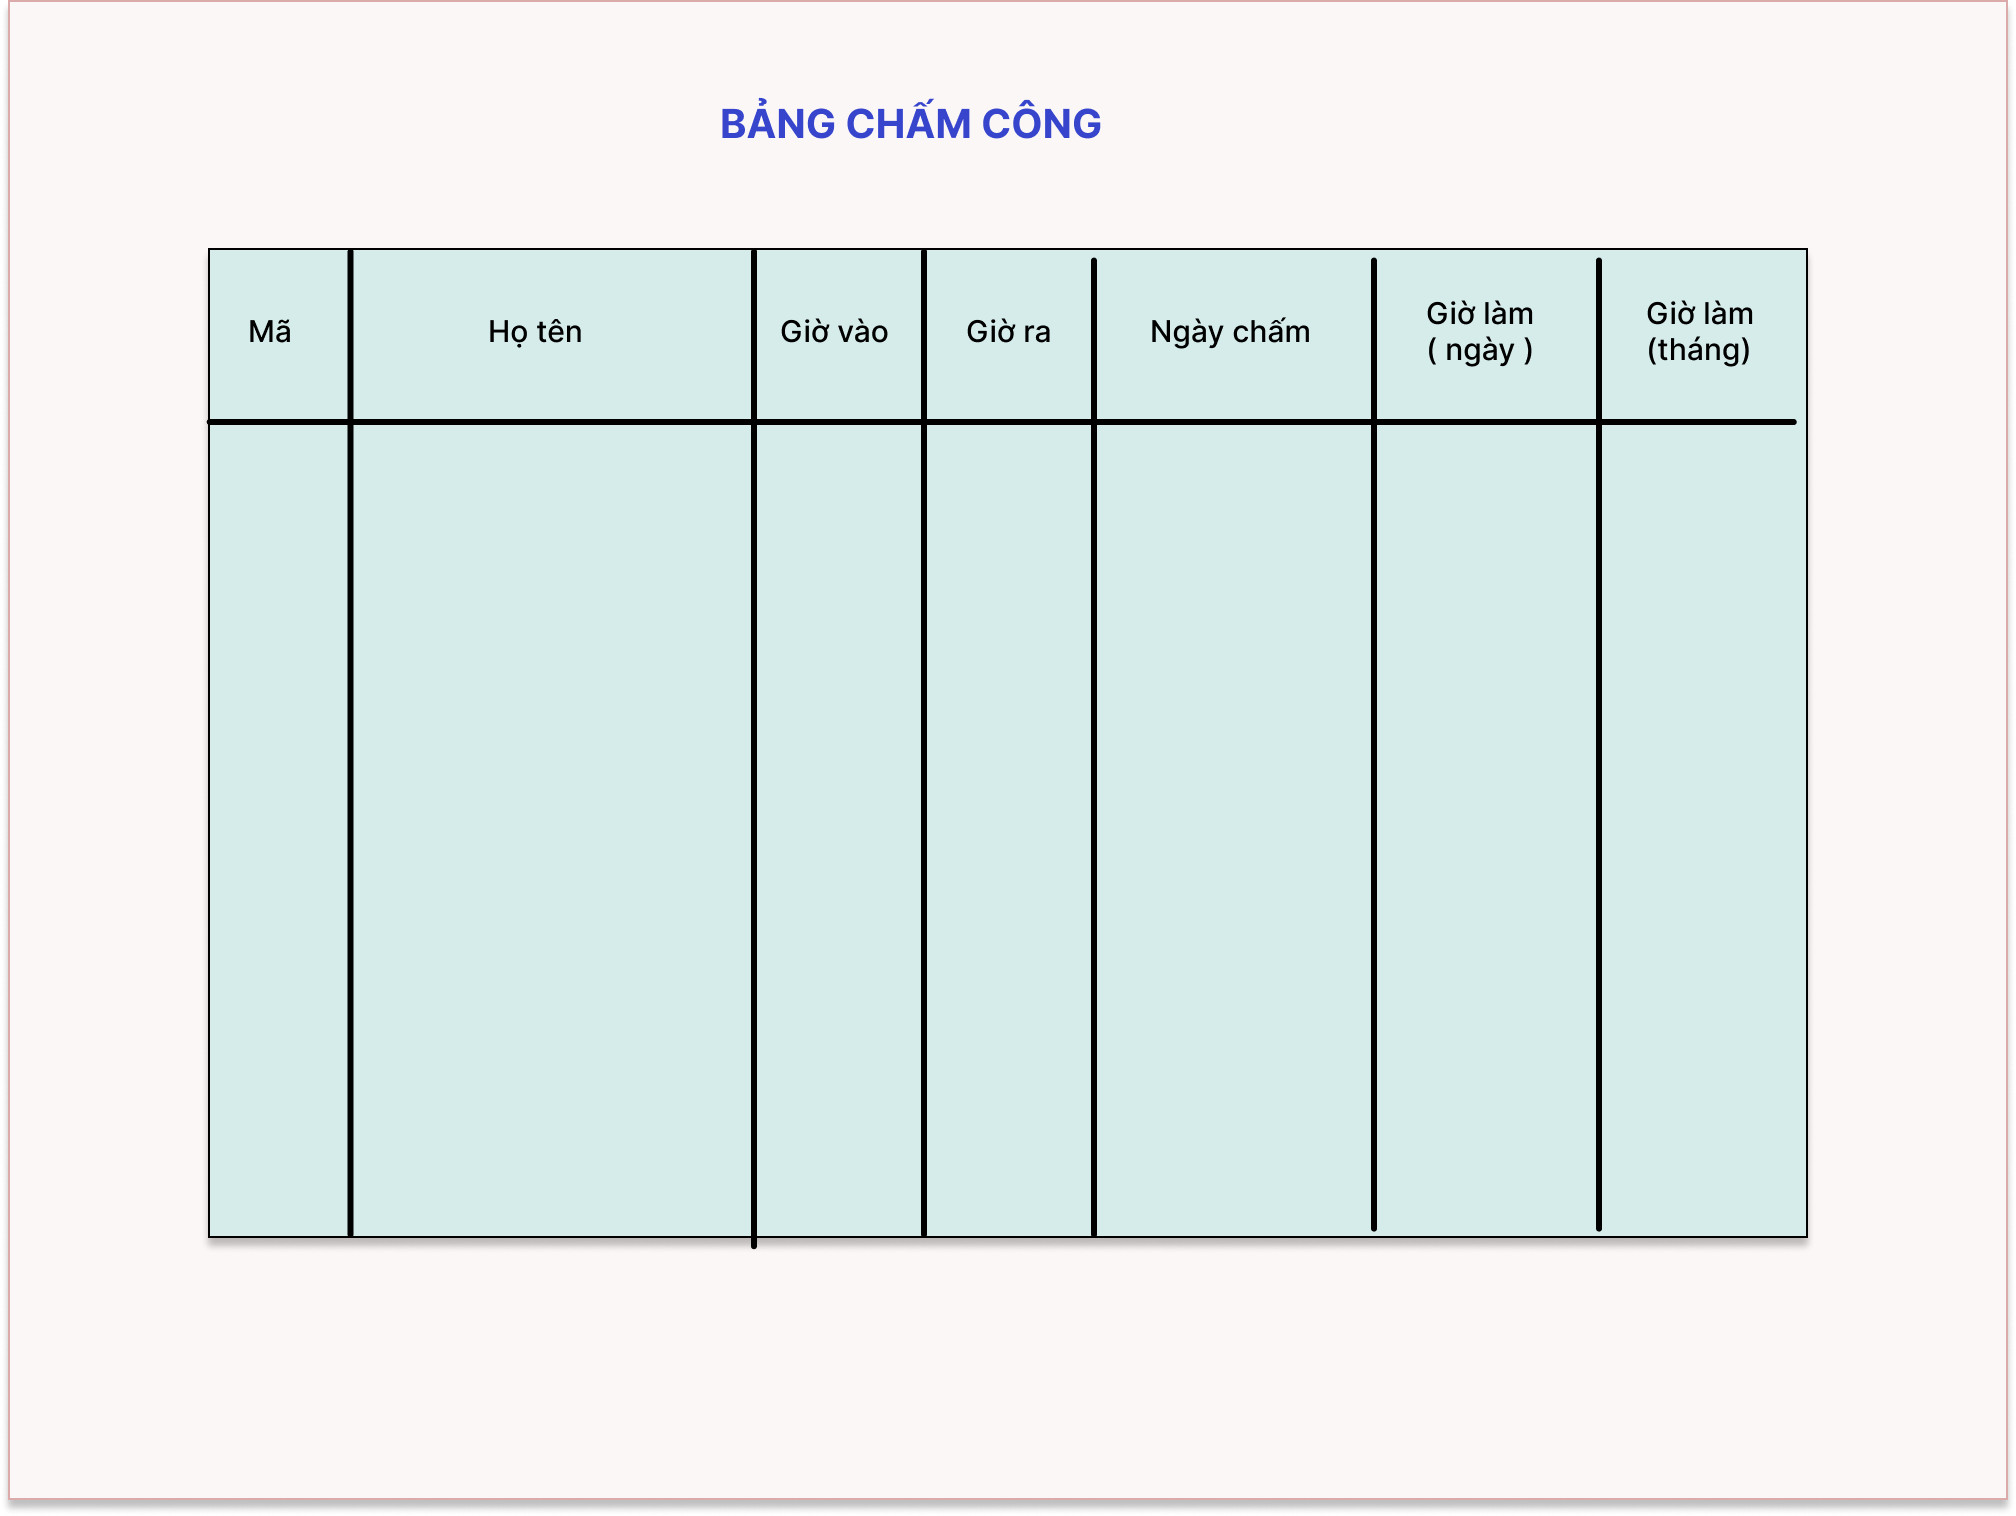 BẢNG CHẤM CÔNG
Mã
Họ tên
Giờ vào
Giờ ra
Ngày chấm
Giờ làm
( ngày )
Giờ làm
(tháng)